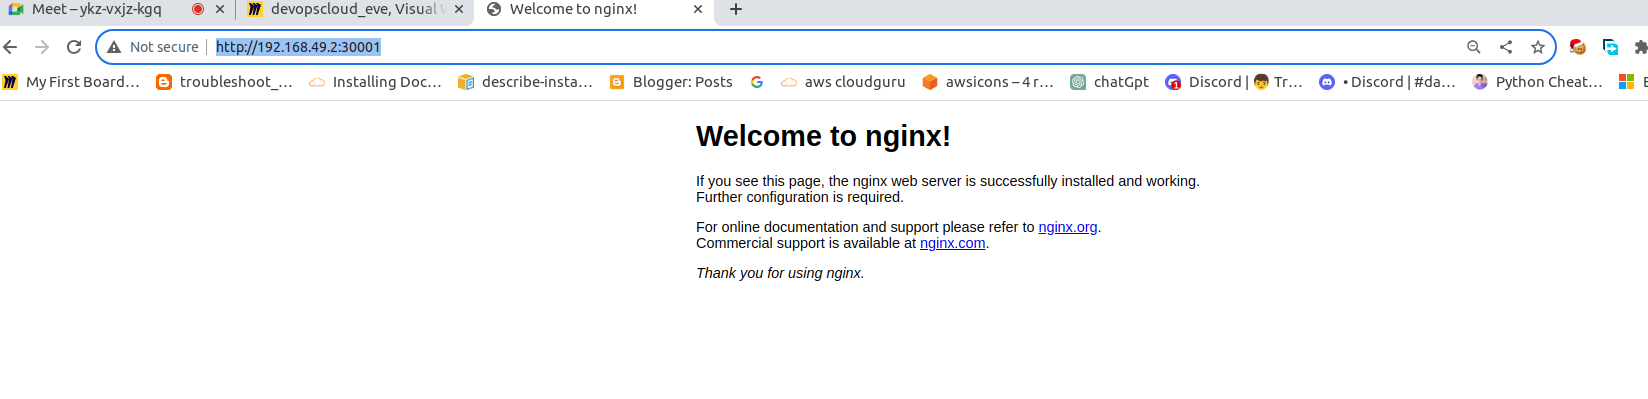 Meet – ykz-vxjz-kgq devopscloud_eve, Visual Welcome to nginx!
Not secure http://192.168.49.2:30001
My First Board… troubleshoot_… Installing Doc… describe-insta… Blogger: Posts aws cloudguru awsicons – 4 r… chatGpt Discord | Tr… • Discord | #da… Python Cheat…
Welcome to nginx!
If you see this page, the nginx web server is successfully installed and working.
Further configuration is required.
For online documentation and support please refer to nginx.org.
Commercial support is available at nginx.com.
Thank you for using nginx.